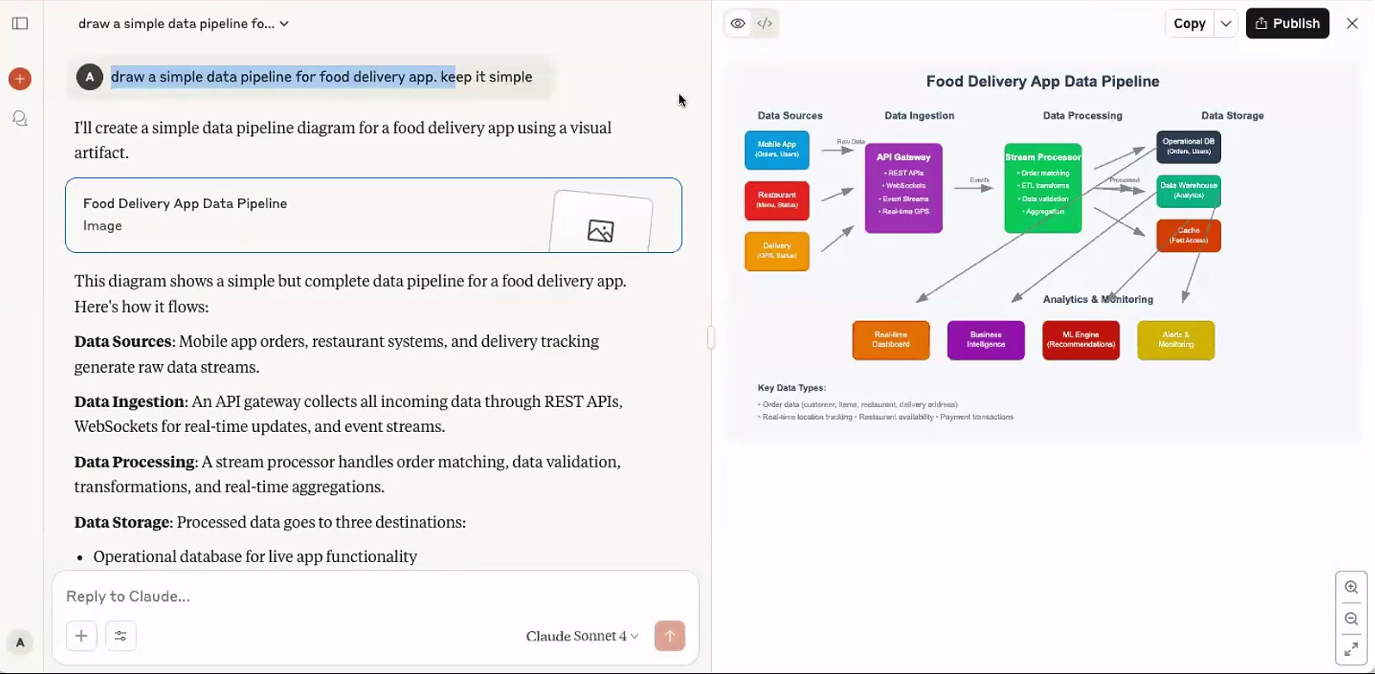 draw a simple data pipeline fo...
A
draw a simple data pipeline for food delivery app. keep it simple
I'll create a simple data pipeline diagram for a food delivery app using a visual
artifact.
Food Delivery App Data Pipeline
Image
This diagram shows a simple but complete data pipeline for a food delivery app.
Here's how it flows:
Data Sources: Mobile app orders, restaurant systems, and delivery tracking
generate raw data streams.
Data Ingestion: An API gateway collects all incoming data through REST APIs,
WebSockets for real-time updates, and event streams.
Data Processing: A stream processor handles order matching, data validation,
transformations, and real-time aggregations.
Data Storage: Processed data goes to three destinations:
• Operational database for live app functionality
Reply to Claude...
Claude Sonnet 4
A
</>
Copy
Publish
Food Delivery App Data Pipeline
Data Sources
Data Ingestion
Data Processing
Data Storage
Mobile App
(Orders, Users)
Restaurant
(Menu, Status)
Delivery
(GPS, Status)
Raw Data
API Gateway
• REST APIs
• WebSockets
• Event Streams
• Real-time GPS
Events
Stream Processor
• Order matching
• ETL transforms
• Data validation
• Aggregation
Processed
Operational DB
(Orders, Users)
Data Warehouse
(Analytics)
Cache
(Fast Access)
Analytics & Monitoring
Real-time
Dashboard
Business
Intelligence
ML Engine
(Recommendations)
Alerts &
Monitoring
Key Data Types:
• Order data (customer, items, restaurant, delivery address)
• Real-time location tracking • Restaurant availability • Payment transactions